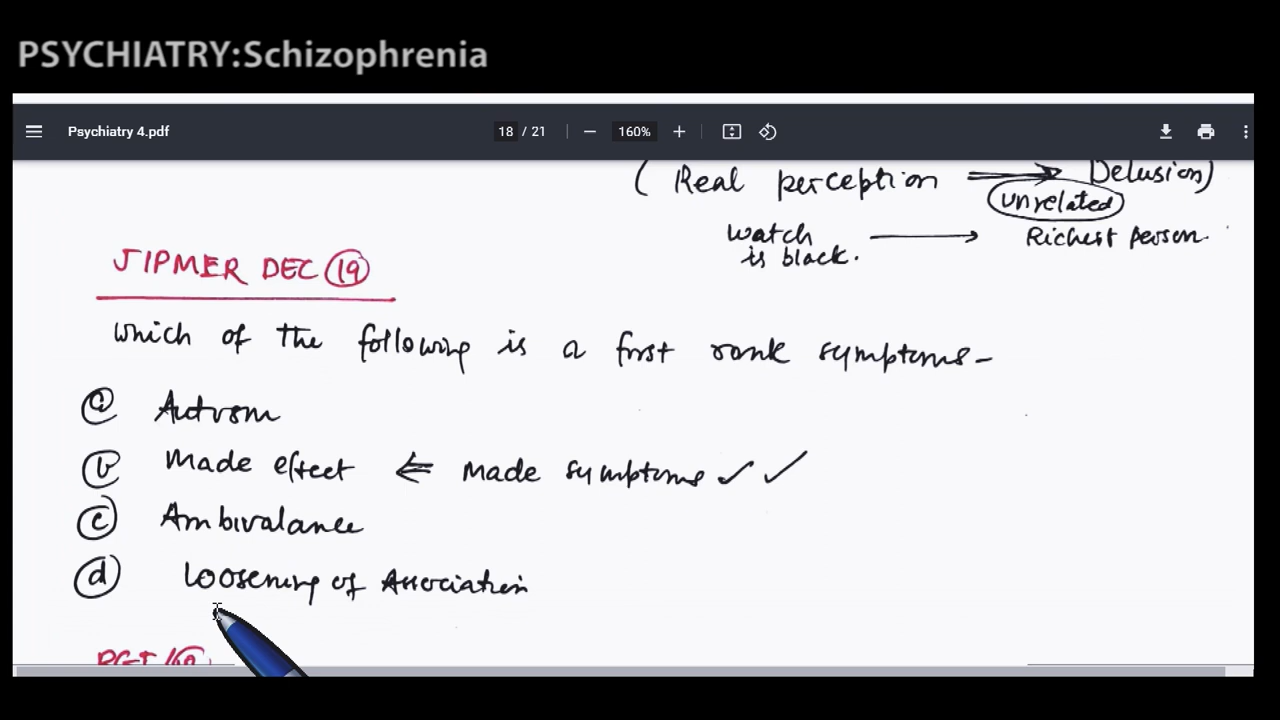 PSYCHIATRY:Schizophrenia
Psychiatry 4.pdf
18 / 21
160%
( Real perception ⇒ Delusion)
unrelated
watch is black. → Richest person.
JIPMER DEC 19
Which of the following is a first rank symptoms -
a Autism
b Made effect ⇐ Made symptoms ✓ ✓
c Ambivalance
d Loosening of Association